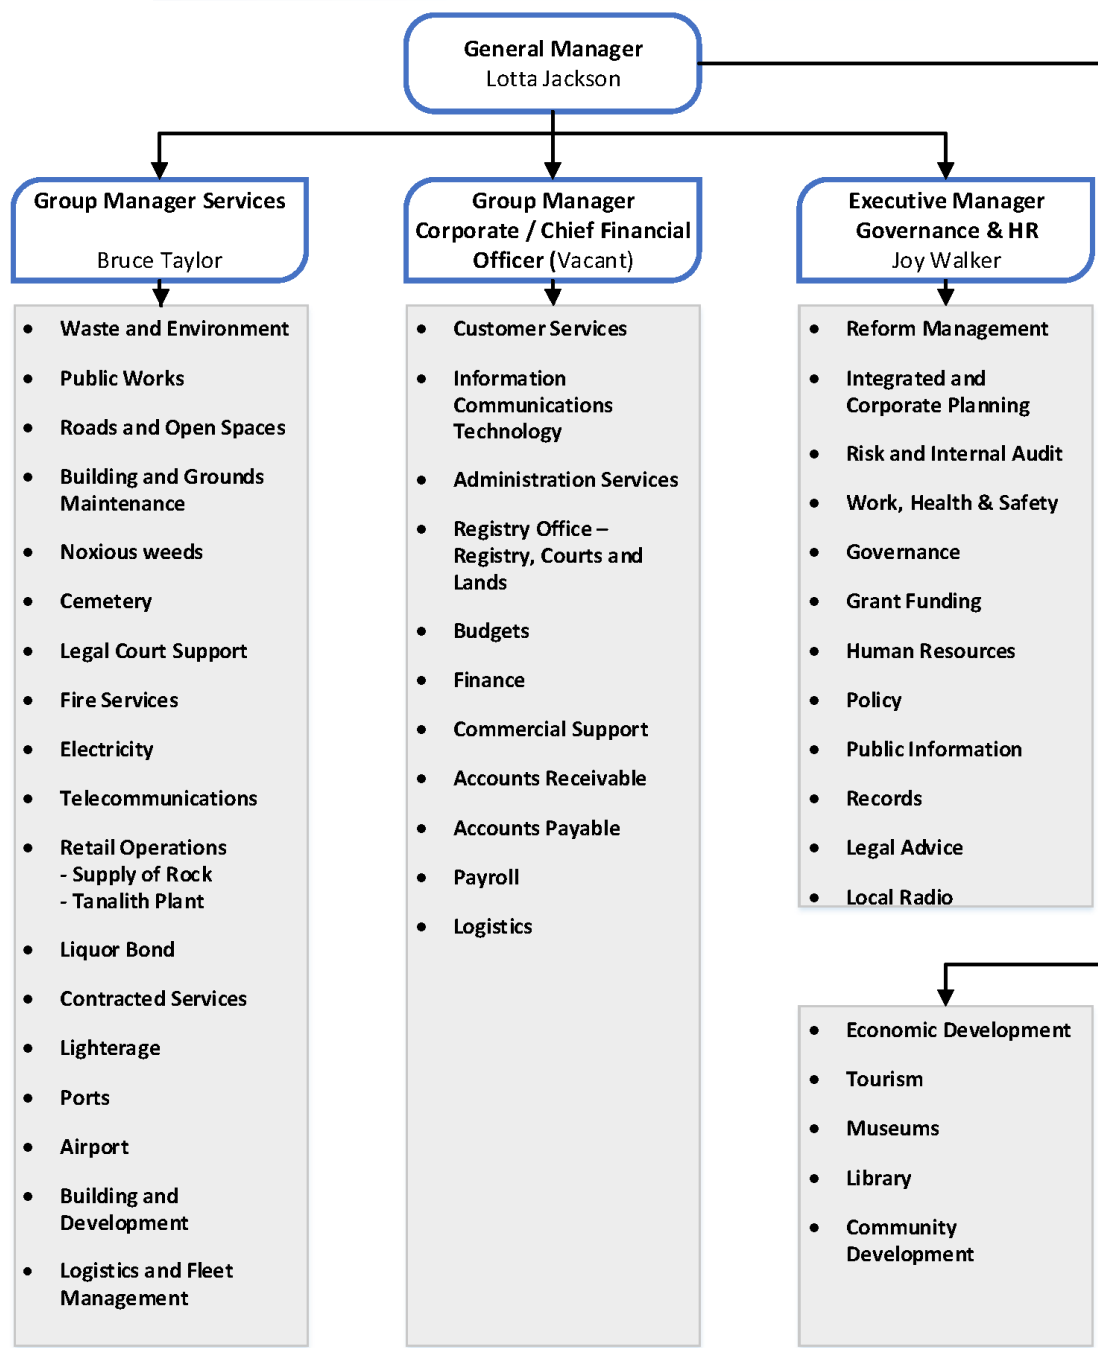 General Manager
Lotta Jackson
Group Manager Services
Bruce Taylor
Group Manager
Corporate / Chief Financial
Officer (Vacant)
Executive Manager
Governance & HR
Joy Walker
• Waste and Environment
• Public Works
• Roads and Open Spaces
• Building and Grounds
Maintenance
• Noxious weeds
• Cemetery
• Legal Court Support
• Fire Services
• Electricity
• Telecommunications
• Retail Operations
- Supply of Rock
- Tanalith Plant
• Liquor Bond
• Contracted Services
• Lighterage
• Ports
• Airport
• Building and
Development
• Logistics and Fleet
Management
• Customer Services
• Information
Communications
Technology
• Administration Services
• Registry Office –
Registry, Courts and
Lands
• Budgets
• Finance
• Commercial Support
• Accounts Receivable
• Accounts Payable
• Payroll
• Logistics
• Reform Management
• Integrated and
Corporate Planning
• Risk and Internal Audit
• Work, Health & Safety
• Governance
• Grant Funding
• Human Resources
• Policy
• Public Information
• Records
• Legal Advice
• Local Radio
• Economic Development
• Tourism
• Museums
• Library
• Community
Development